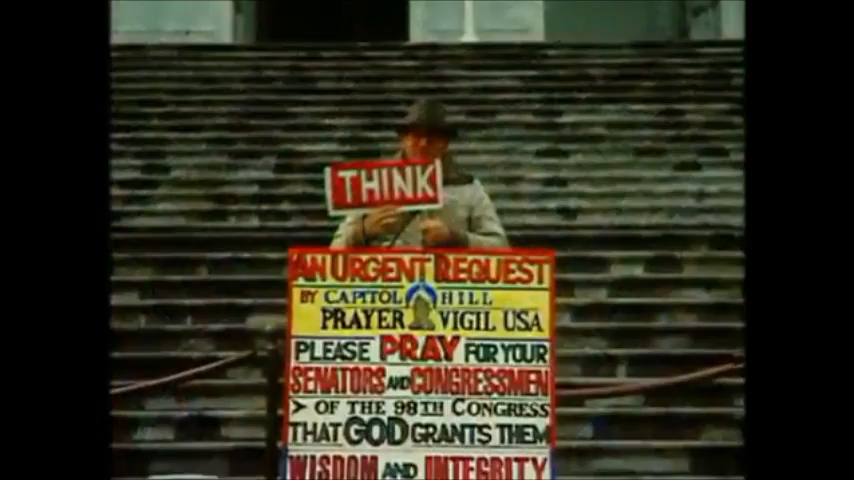 THINK
AN URGENT REQUEST
BY CAPITOL HILL
PRAYER VIGIL USA
PLEASE PRAY FOR YOUR
SENATORS AND CONGRESSMEN
➤ OF THE 98TH CONGRESS
THAT GOD GRANTS THEM
WISDOM AND INTEGRITY